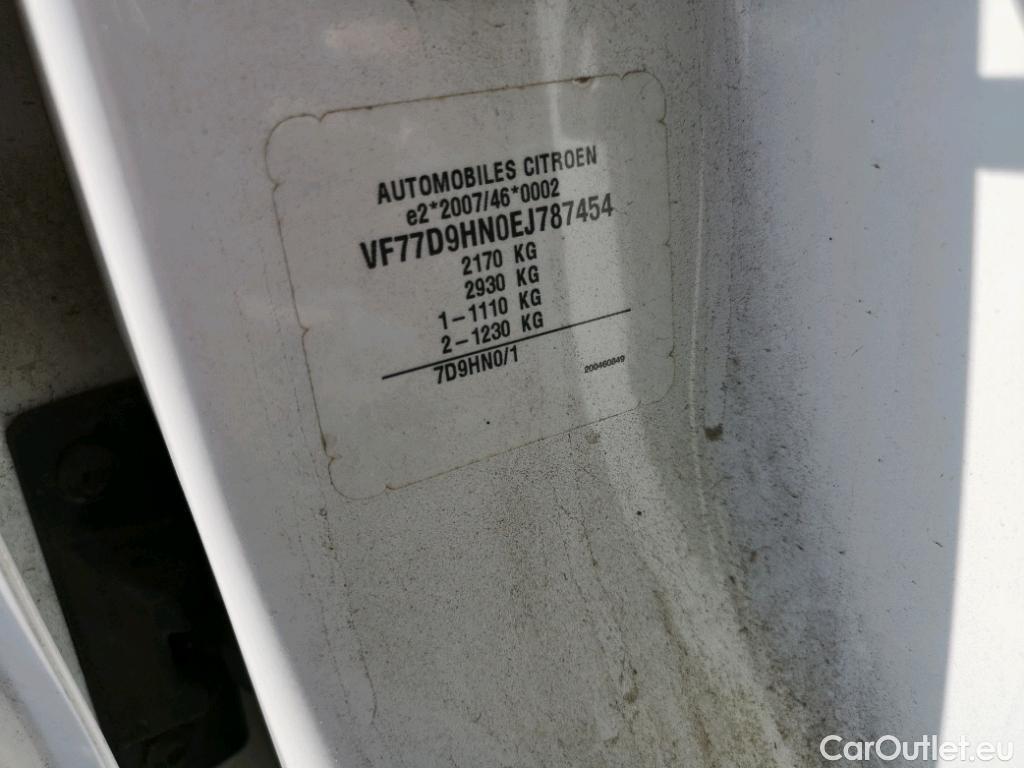 AUTOMOBILES CITROEN
e2*2007/46*0002
VF77D9HN0EJ787454
2170 KG
2930 KG
1-1110 KG
2-1230 KG
7D9HN0/1
200460849
CarOutlet.eu